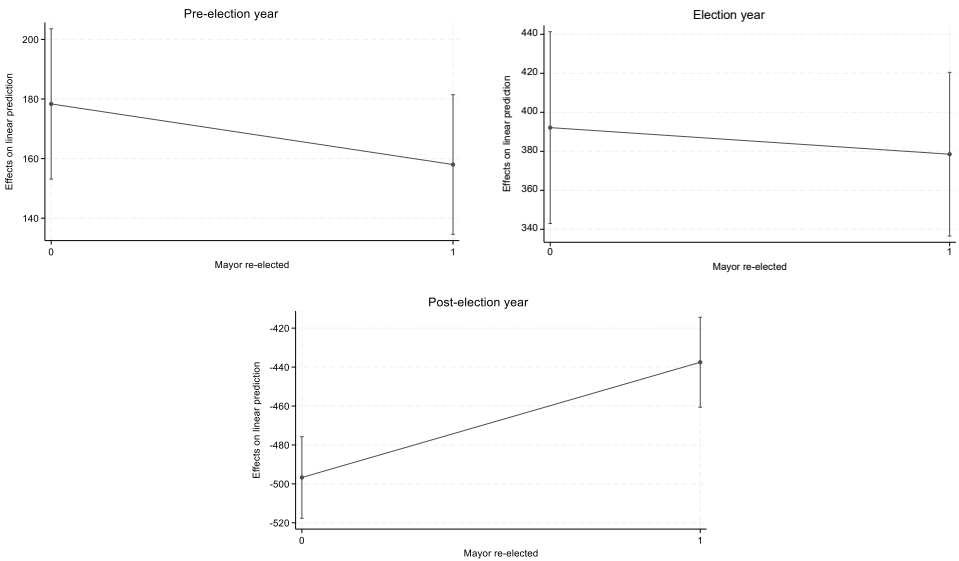 Pre-election year
Effects on linear prediction
200
180
160
140
0 1
Mayor re-elected
Election year
Effects on linear prediction
440
420
400
380
360
340
0 1
Mayor re-elected
Post-election year
Effects on linear prediction
-420
-440
-460
-480
-500
-520
0 1
Mayor re-elected